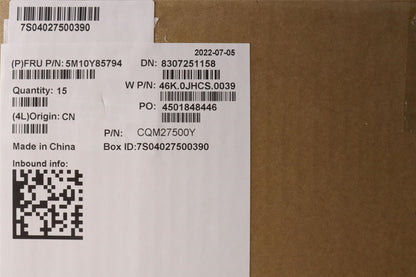 7S04027500390
2022-07-05
(P)FRU P/N:5M10Y85794 DN: 8307251158
W P/N: 46K.0JHCS.0039
Quantity: 15
PO: 4501848446
(4L)Origin: CN
P/N: CQM27500Y
Made in China Box ID:7S04027500390
Inbound info: